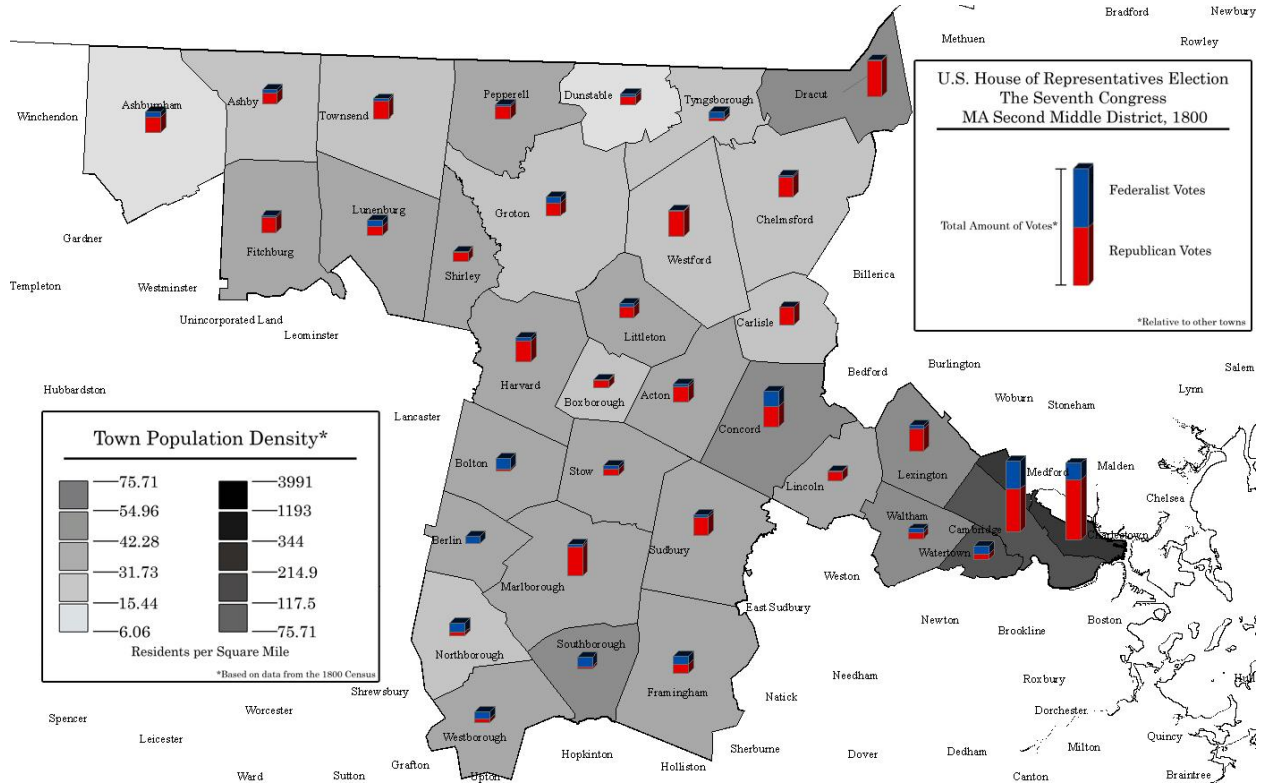 Bradford
Newbury
Methuen
Rowley
U.S. House of Representatives Election
The Seventh Congress
MA Second Middle District, 1800
Federalist Votes
Total Amount of Votes*
Republican Votes
*Relative to other towns
Winchendon
Ashburnham
Ashby
Townsend
Pepperell
Dunstable
Tyngsborough
Dracut
Gardner
Fitchburg
Lunenburg
Shirley
Groton
Westford
Chelmsford
Templeton
Westminster
Billerica
Unincorporated Land
Leominster
Littleton
Carlisle
Hubbardston
Harvard
Boxborough
Acton
Concord
Bedford
Burlington
Salem
Lynn
Woburn
Stoneham
Lancaster
Town Population Density*
75.71
54.96
42.28
31.73
15.44
6.06
3991
1193
344
214.9
117.5
75.71
Residents per Square Mile
*Based on data from the 1800 Census
Bolton
Stow
Lincoln
Lexington
Medford
Malden
Chelsea
Berlin
Marlborough
Sudbury
Waltham
Cambridge
Charlestown
Watertown
Weston
East Sudbury
Newton
Brookline
Boston
Northborough
Southborough
Framingham
Natick
Needham
Roxbury
Shrewsbury
Worcester
Spencer
Leicester
Westborough
Dorchester
Quincy
Milton
Grafton
Hopkinton
Sherburne
Dover
Dedham
Ward
Sutton
Upton
Holliston
Canton
Braintree